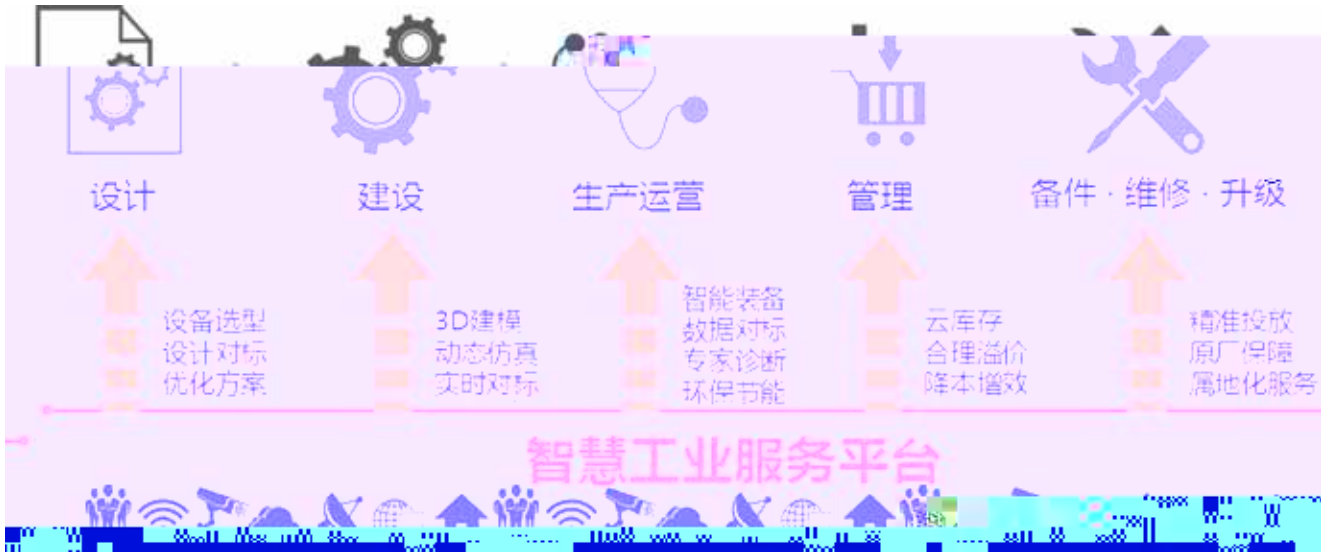 设计
建设
生产运营
管理
备件·维修·升级
设备选型
设计对标
优化方案
3D建模
动态仿真
实时对标
智能装备
数据对标
专家诊断
环保节能
云库存
合理溢价
降本增效
精准投放
原厂保障
属地化服务
智慧工业服务平台